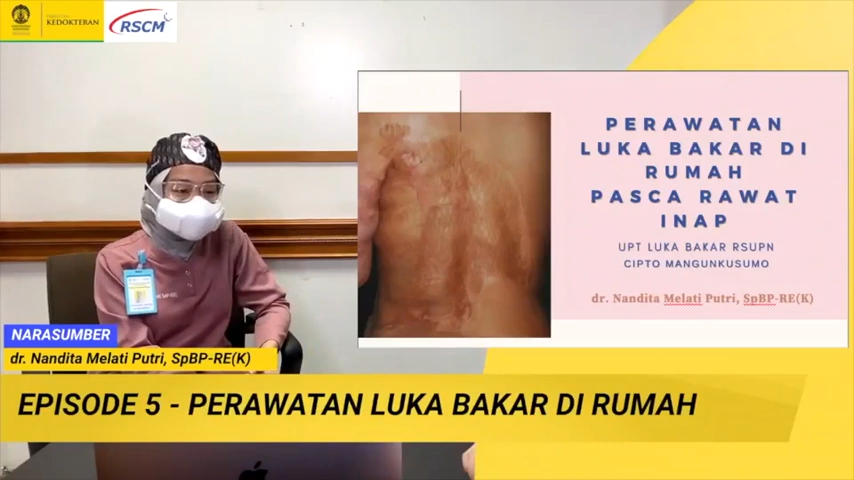 FAKULTAS
KEDOKTERAN
RSCM
PERAWATAN
LUKA BAKAR DI
RUMAH
PASCA RAWAT
INAP
UPT LUKA BAKAR RSUPN
CIPTO MANGUNKUSUMO
dr. Nandita Melati Putri, SpBP-RE(K)
NARASUMBER
dr. Nandita Melati Putri, SpBP-RE(K)
EPISODE 5 - PERAWATAN LUKA BAKAR DI RUMAH